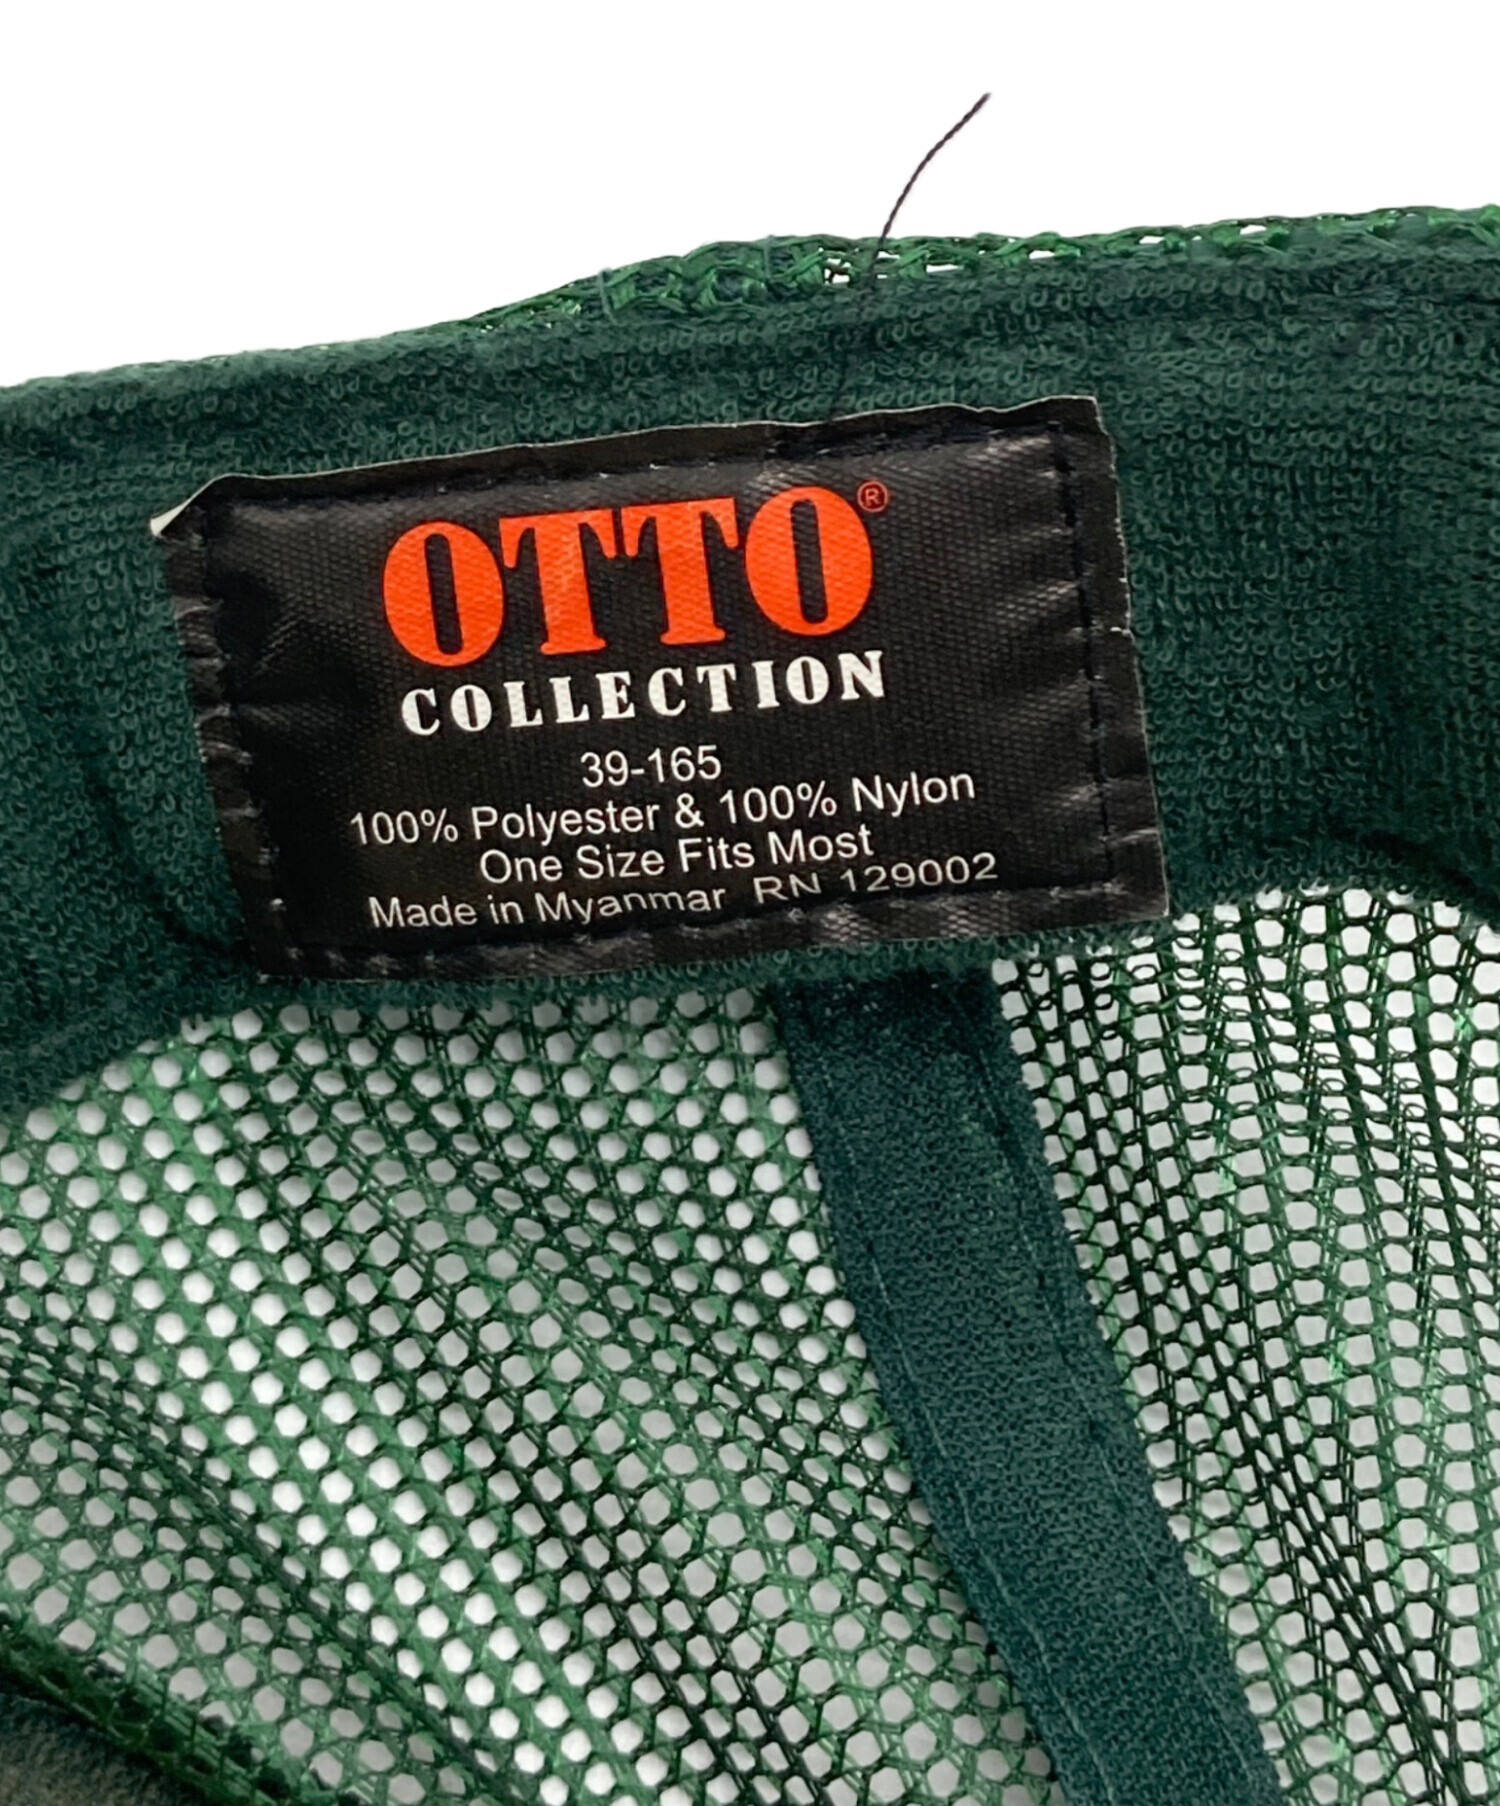 OTTO®
COLLECTION
39-165
100% Polyester & 100% Nylon
One Size Fits Most
Made in Myanmar RN 129002